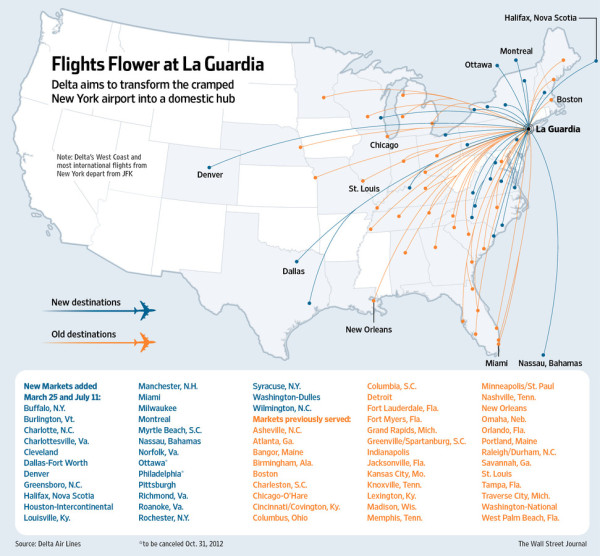 Flights Flower at La Guardia
Delta aims to transform the cramped
New York airport into a domestic hub
Halifax, Nova Scotia
Montreal
Ottawa
Boston
La Guardia
Chicago
Note: Delta's West Coast and
most international flights from
New York depart from JFK
Denver
St. Louis
Dallas
New destinations
Old destinations
New Orleans
Miami
Nassau, Bahamas
New Markets added
March 25 and July 11:
Buffalo, N.Y.
Burlington, Vt.
Charlotte, N.C.
Charlottesville, Va.
Cleveland
Dallas-Fort Worth
Denver
Greensboro, N.C.
Halifax, Nova Scotia
Houston-Intercontinental
Louisville, Ky.
Manchester, N.H.
Miami
Milwaukee
Montreal
Myrtle Beach, S.C.
Nassau, Bahamas
Norfolk, Va.
Ottawa*
Philadelphia*
Pittsburgh
Richmond, Va.
Roanoke, Va.
Rochester, N.Y.
Syracuse, N.Y.
Washington-Dulles
Wilmington, N.C.
Markets previously served:
Asheville, N.C.
Atlanta, Ga.
Bangor, Maine
Birmingham, Ala.
Boston
Charleston, S.C.
Chicago-O'Hare
Cincinnati/Covington, Ky.
Columbus, Ohio
Columbia, S.C.
Detroit
Fort Lauderdale, Fla.
Fort Myers, Fla.
Grand Rapids, Mich.
Greenville/Spartanburg, S.C.
Indianapolis
Jacksonville, Fla.
Kansas City, Mo.
Knoxville, Tenn.
Lexington, Ky.
Madison, Wis.
Memphis, Tenn.
Minneapolis/St. Paul
Nashville, Tenn.
New Orleans
Omaha, Neb.
Orlando, Fla.
Portland, Maine
Raleigh/Durham, N.C.
Savannah, Ga.
St. Louis
Tampa, Fla.
Traverse City, Mich.
Washington-National
West Palm Beach, Fla.
Source: Delta Air Lines
*to be canceled Oct. 31, 2012
The Wall Street Journal